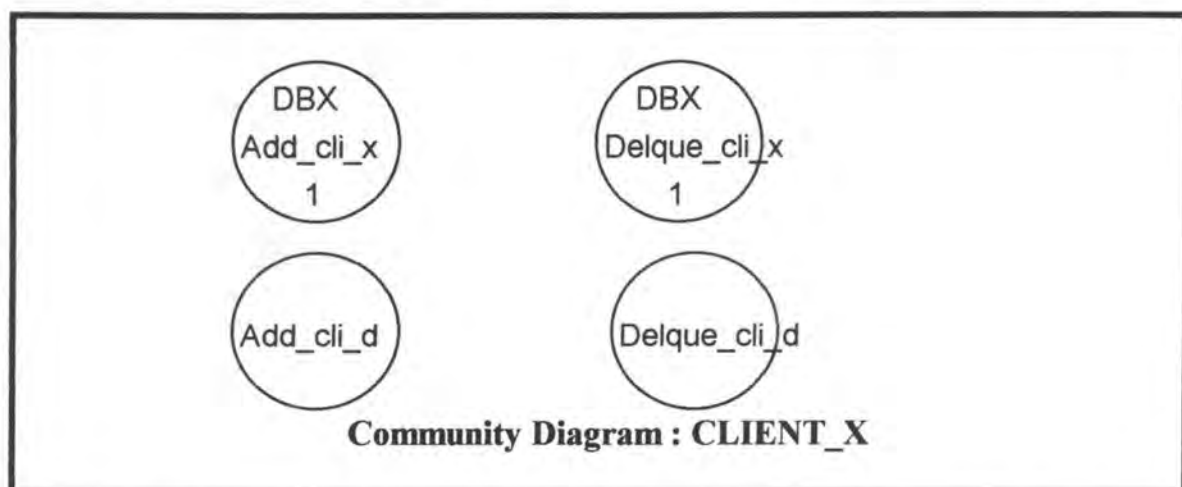 DBX
Add_cli_x
1
DBX
Delque_cli_x
1
Add_cli_d
Delque_cli_d
Community Diagram : CLIENT_X